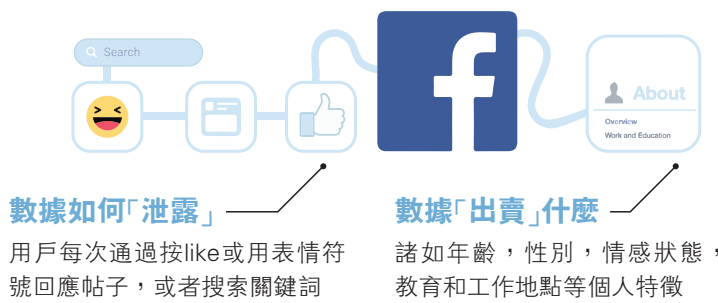 Search
About
Overview
Work and Education
數據如何「泄露」
用戶每次通過按like或用表情符
號回應帖子，或者搜索關鍵詞
數據「出賣」什麼
諸如年齡，性別，情感狀態，
教育和工作地點等個人特徵